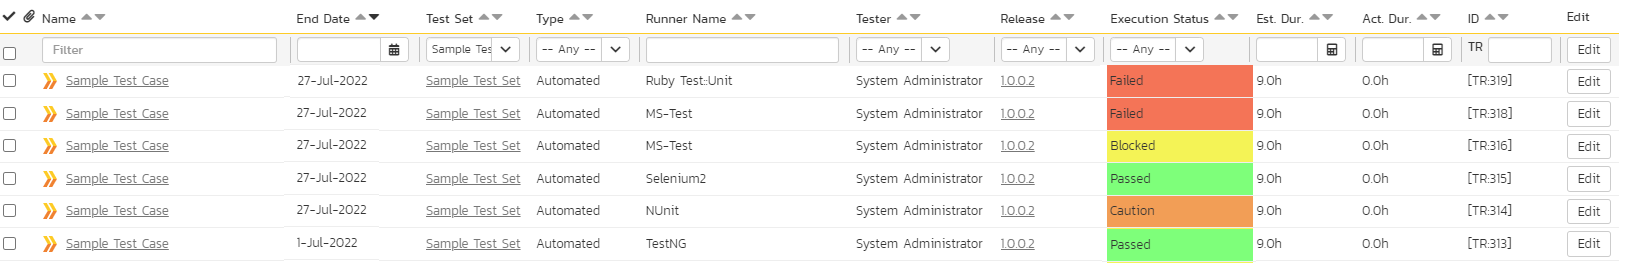 Name End Date Test Set Type Runner Name Tester Release Execution Status Est. Dur. Act. Dur. ID Edit
Filter Sample Tes -- Any -- -- Any -- -- Any -- -- Any -- TR Edit
Sample Test Case 27-Jul-2022 Sample Test Set Automated Ruby Test::Unit System Administrator 1.0.0.2 Failed 9.0h 0.0h [TR:319] Edit
Sample Test Case 27-Jul-2022 Sample Test Set Automated MS-Test System Administrator 1.0.0.2 Failed 9.0h 0.0h [TR:318] Edit
Sample Test Case 27-Jul-2022 Sample Test Set Automated MS-Test System Administrator 1.0.0.2 Blocked 9.0h 0.0h [TR:316] Edit
Sample Test Case 27-Jul-2022 Sample Test Set Automated Selenium2 System Administrator 1.0.0.2 Passed 9.0h 0.0h [TR:315] Edit
Sample Test Case 27-Jul-2022 Sample Test Set Automated NUnit System Administrator 1.0.0.2 Caution 9.0h 0.0h [TR:314] Edit
Sample Test Case 1-Jul-2022 Sample Test Set Automated TestNG System Administrator 1.0.0.2 Passed 9.0h 0.0h [TR:313] Edit